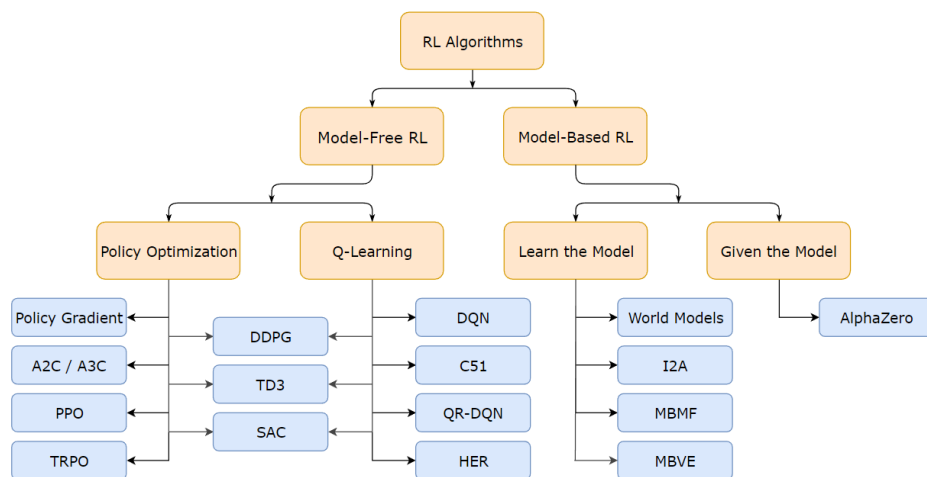 RL Algorithms
Model-Free RL
Model-Based RL
Policy Optimization
Q-Learning
Learn the Model
Given the Model
Policy Gradient
DDPG
DQN
World Models
AlphaZero
A2C / A3C
TD3
C51
I2A
PPO
SAC
QR-DQN
MBMF
TRPO
HER
MBVE